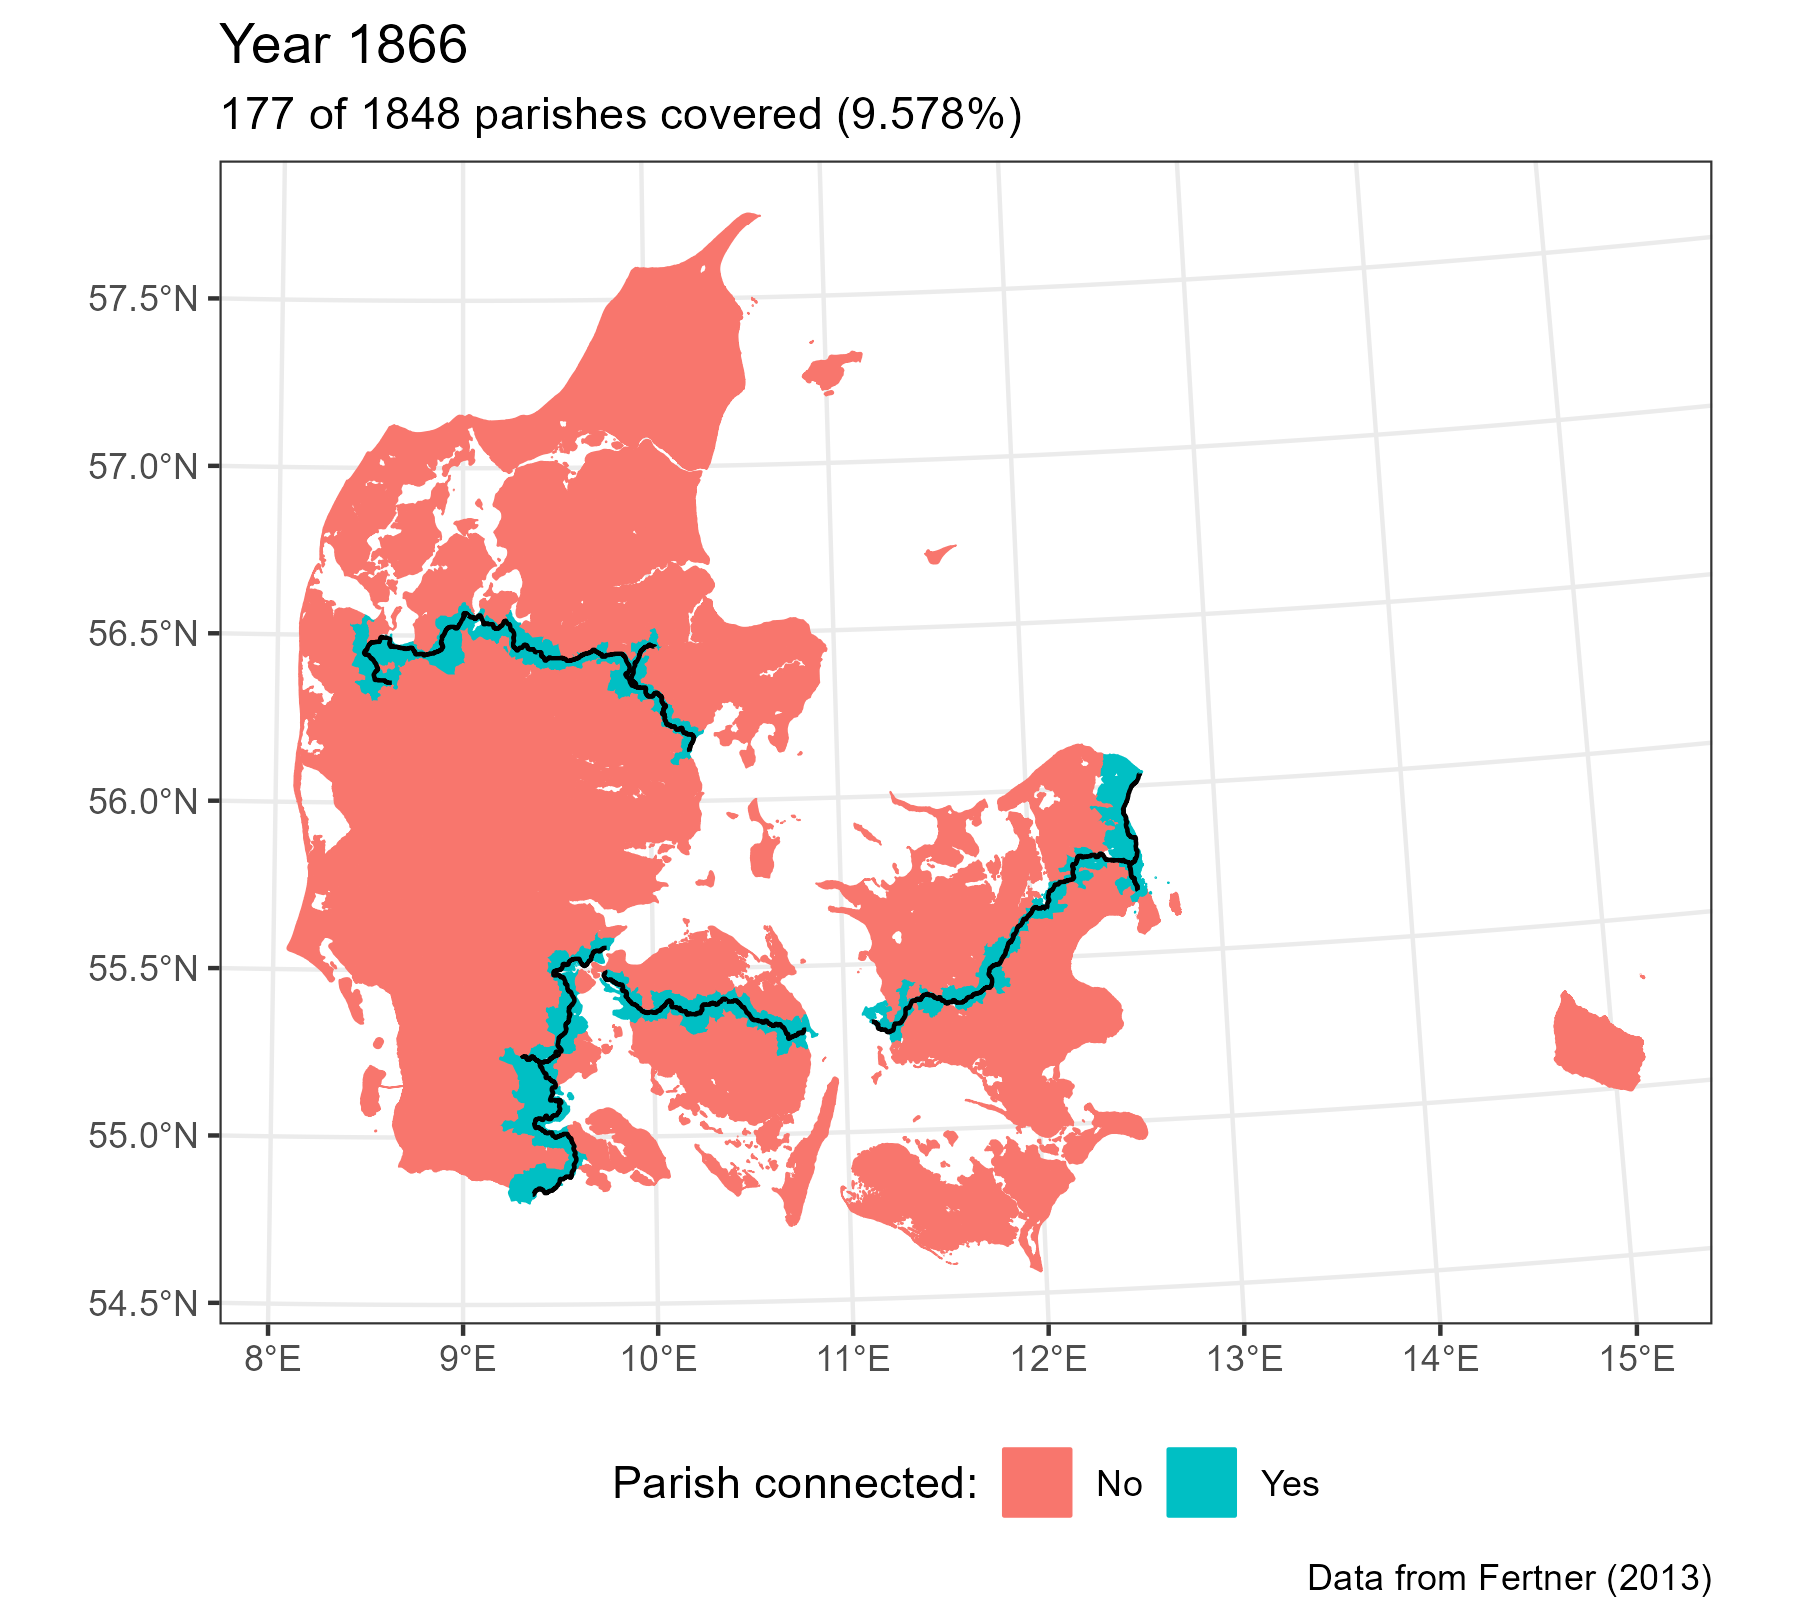 Year 1866
177 of 1848 parishes covered (9.578%)
57.5°N
57.0°N
56.5°N
56.0°N
55.5°N
55.0°N
54.5°N
8°E 9°E 10°E 11°E 12°E 13°E 14°E 15°E
Parish connected: No Yes
Data from Fertner (2013)